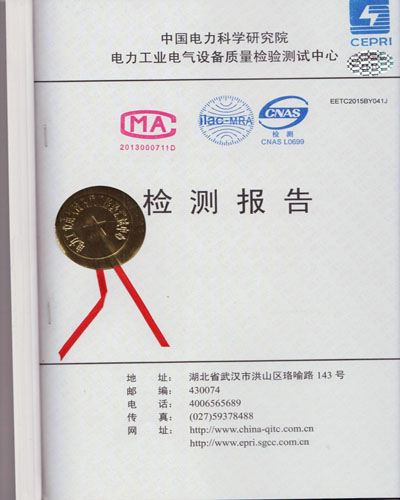 中国电力科学研究院
电力工业电气设备质量检验测试中心
CEPRI
EETC2015BY041J
MA
2013000711D
ilac-MRA
CNAS
检 测
CNAS L0699
检测报告
地 址： 湖北省武汉市洪山区珞喻路 143 号
邮 编： 430074
电 话： 4006565689
传 真： (027)59378488
网 址： http://www.china-qitc.com.cn
http://www.epri.sgcc.com.cn